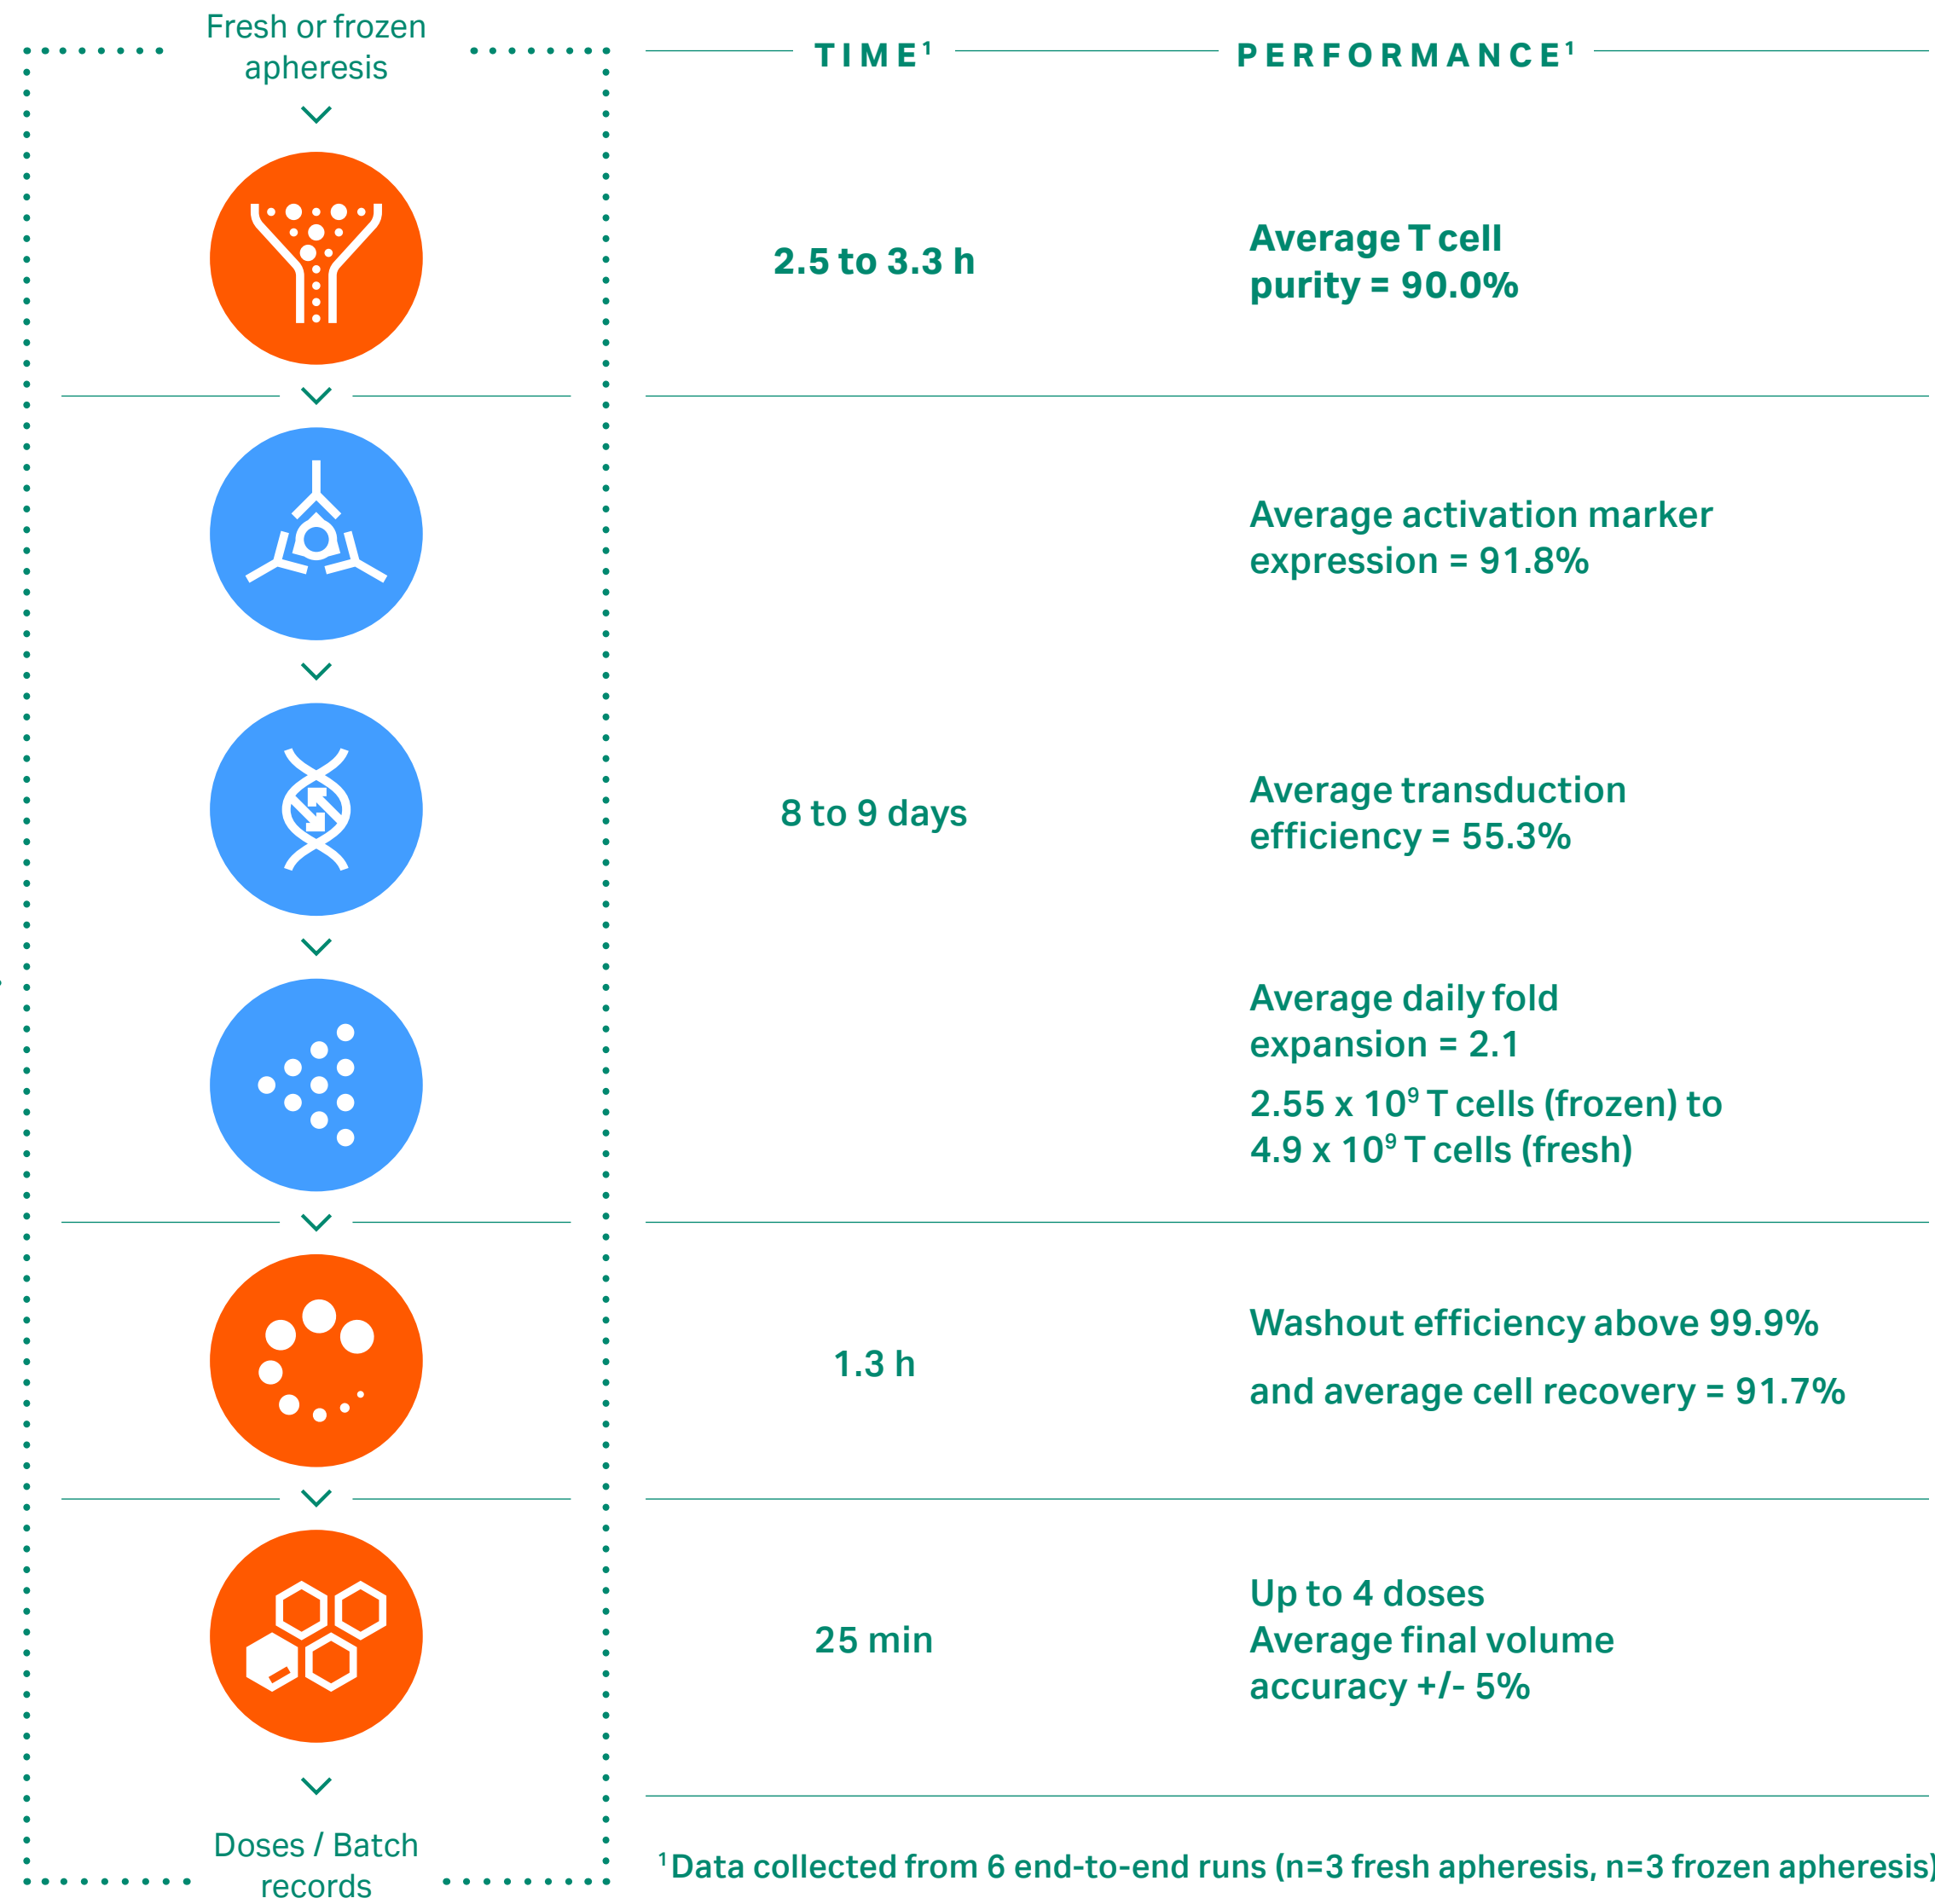 Fresh or frozen
apheresis
TIME¹
PERFORMANCE¹
2.5 to 3.3 h
Average T cell
purity = 90.0%
Average activation marker
expression = 91.8%
8 to 9 days
Average transduction
efficiency = 55.3%
Average daily fold
expansion = 2.1
2.55 x 10⁹ T cells (frozen) to
4.9 x 10⁹ T cells (fresh)
1.3 h
Washout efficiency above 99.9%
and average cell recovery = 91.7%
25 min
Up to 4 doses
Average final volume
accuracy +/- 5%
Doses / Batch
records
¹ Data collected from 6 end-to-end runs (n=3 fresh apheresis, n=3 frozen apheresis)